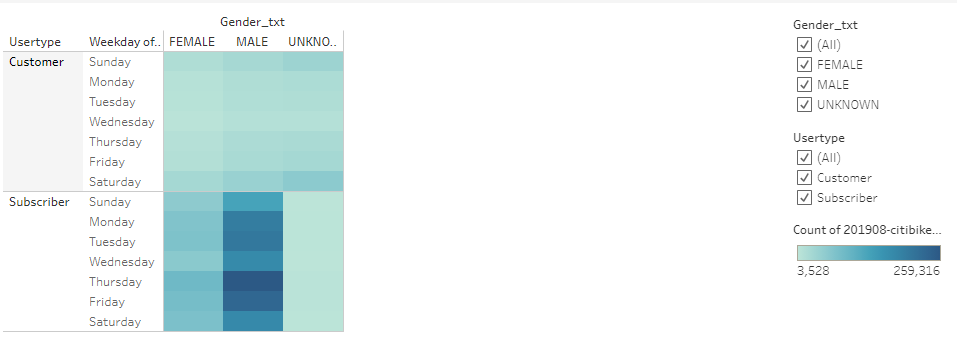 Gender_txt
Usertype Weekday of.. FEMALE MALE UNKNO..
Customer Sunday
Monday
Tuesday
Wednesday
Thursday
Friday
Saturday
Subscriber Sunday
Monday
Tuesday
Wednesday
Thursday
Friday
Saturday
Gender_txt
(All)
FEMALE
MALE
UNKNOWN
Usertype
(All)
Customer
Subscriber
Count of 201908-citibike...
3,528 259,316